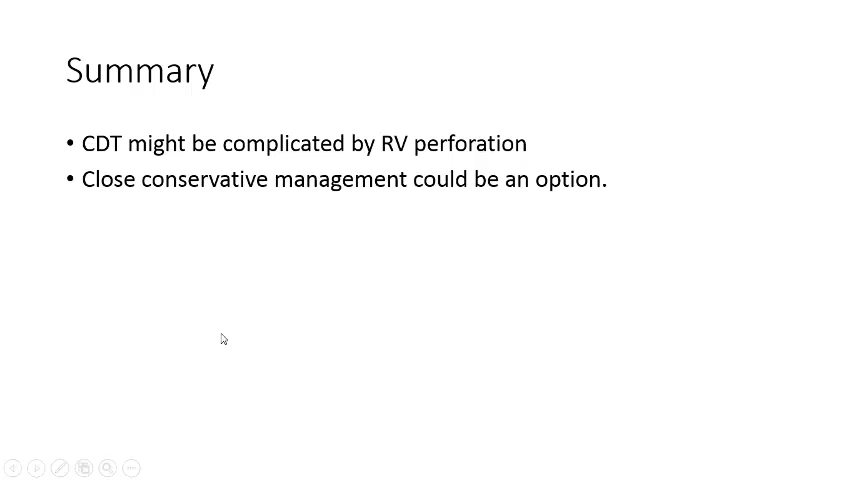 Summary
• CDT might be complicated by RV perforation
• Close conservative management could be an option.